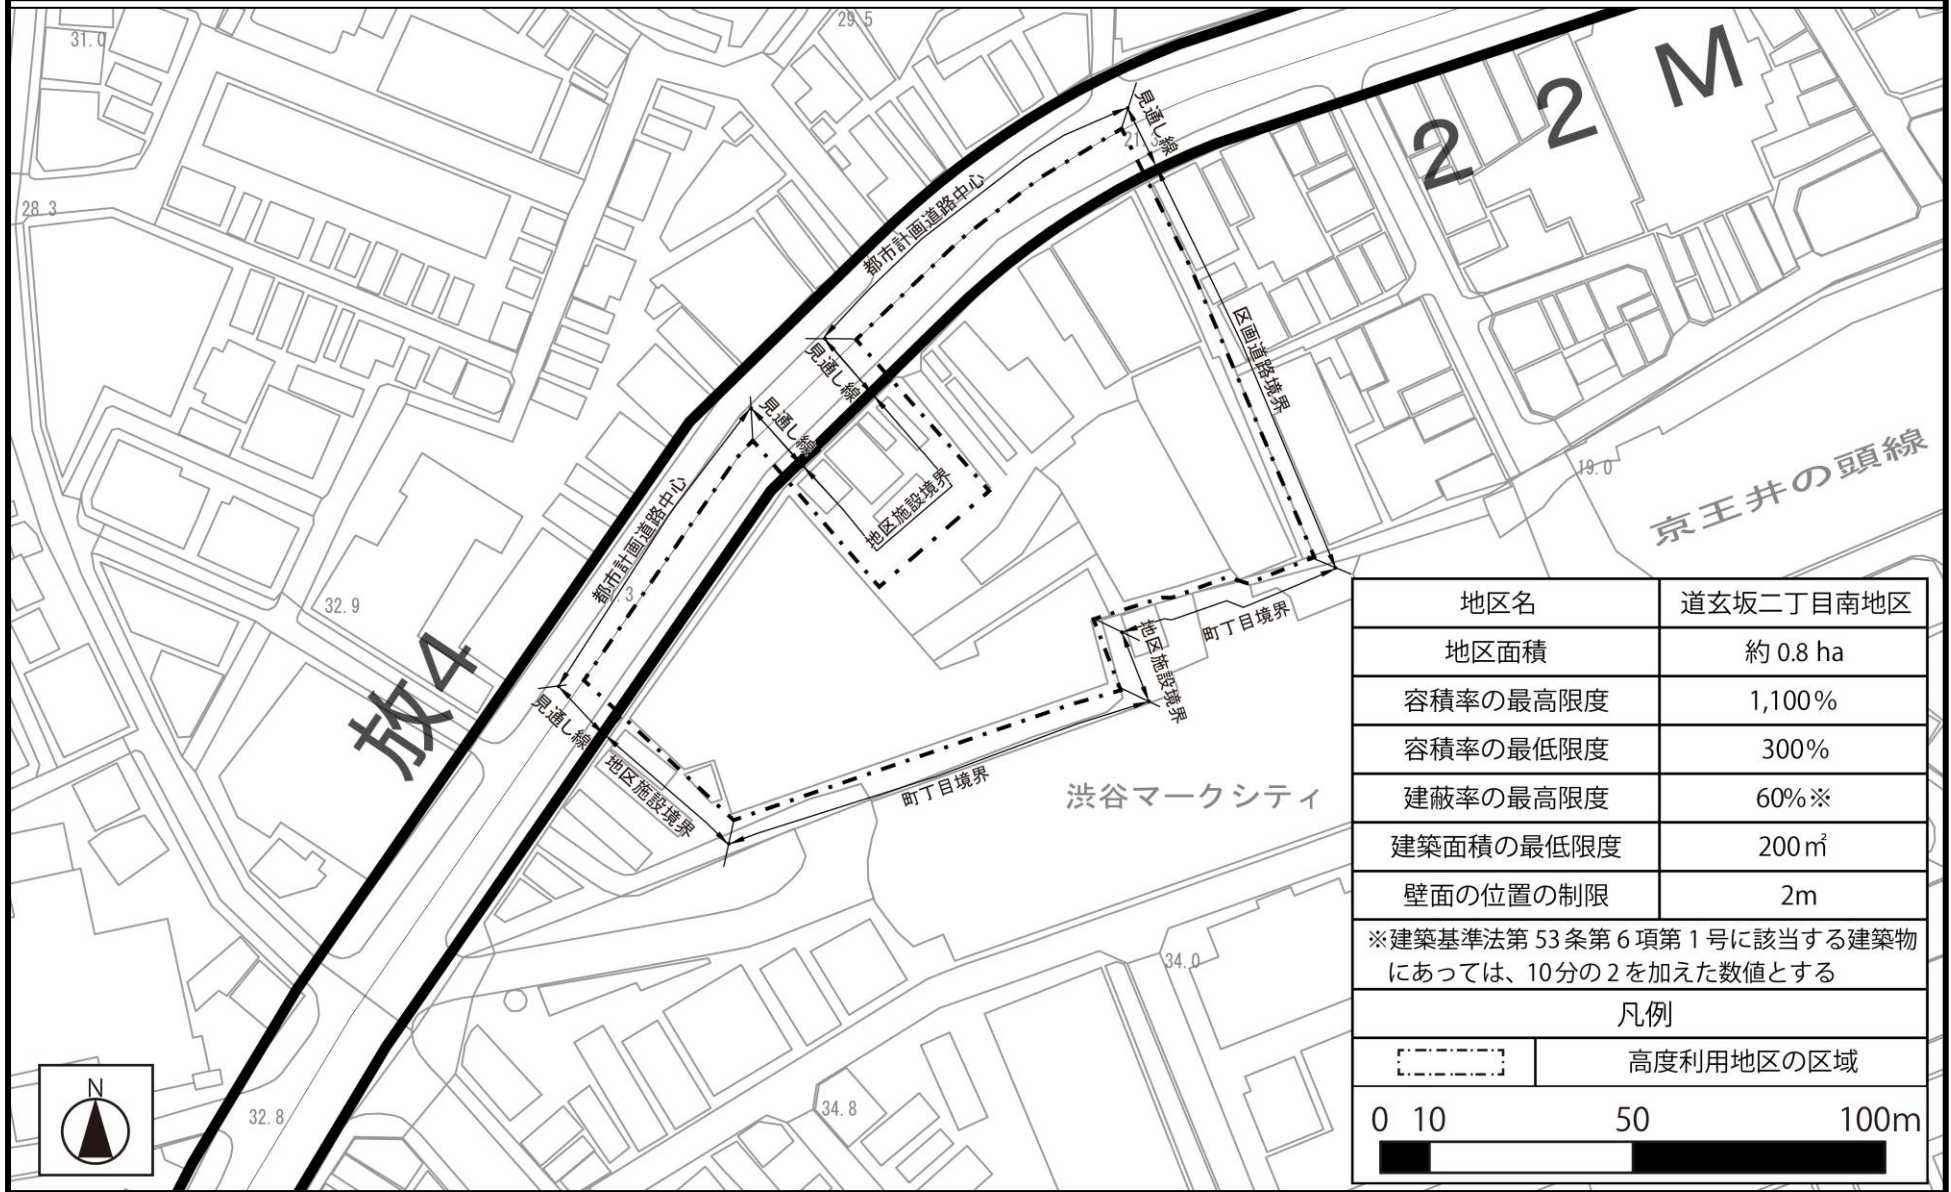 31.0
29.5
22M
見通し線
都市計画道路中心
28.3
区画道路境界
見通し線
見通し線
地区施設境界
都市計画道路中心
19.0
京王井の頭線
32.9
放4
町丁目境界
地区施設境界
見通し線
地区施設境界
町丁目境界
渋谷マークシティ
34.0
32.8
34.8
N
地区名 道玄坂二丁目南地区
地区面積 約 0.8 ha
容積率の最高限度 1,100%
容積率の最低限度 300%
建蔽率の最高限度 60%※
建築面積の最低限度 200㎡
壁面の位置の制限 2m
※建築基準法第 53 条第 6 項第 1 号に該当する建築物
にあっては、10分の 2 を加えた数値とする
凡例
高度利用地区の区域
0 10 50 100m